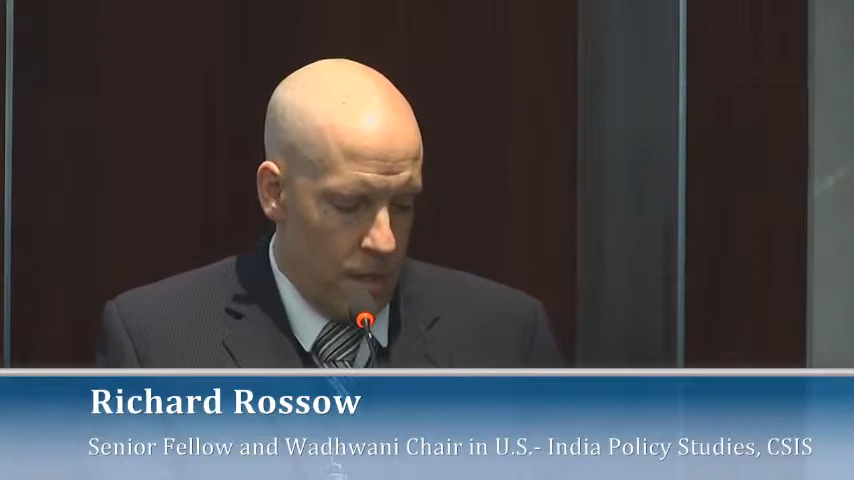 Richard Rossow
Senior Fellow and Wadhwani Chair in U.S.- India Policy Studies, CSIS